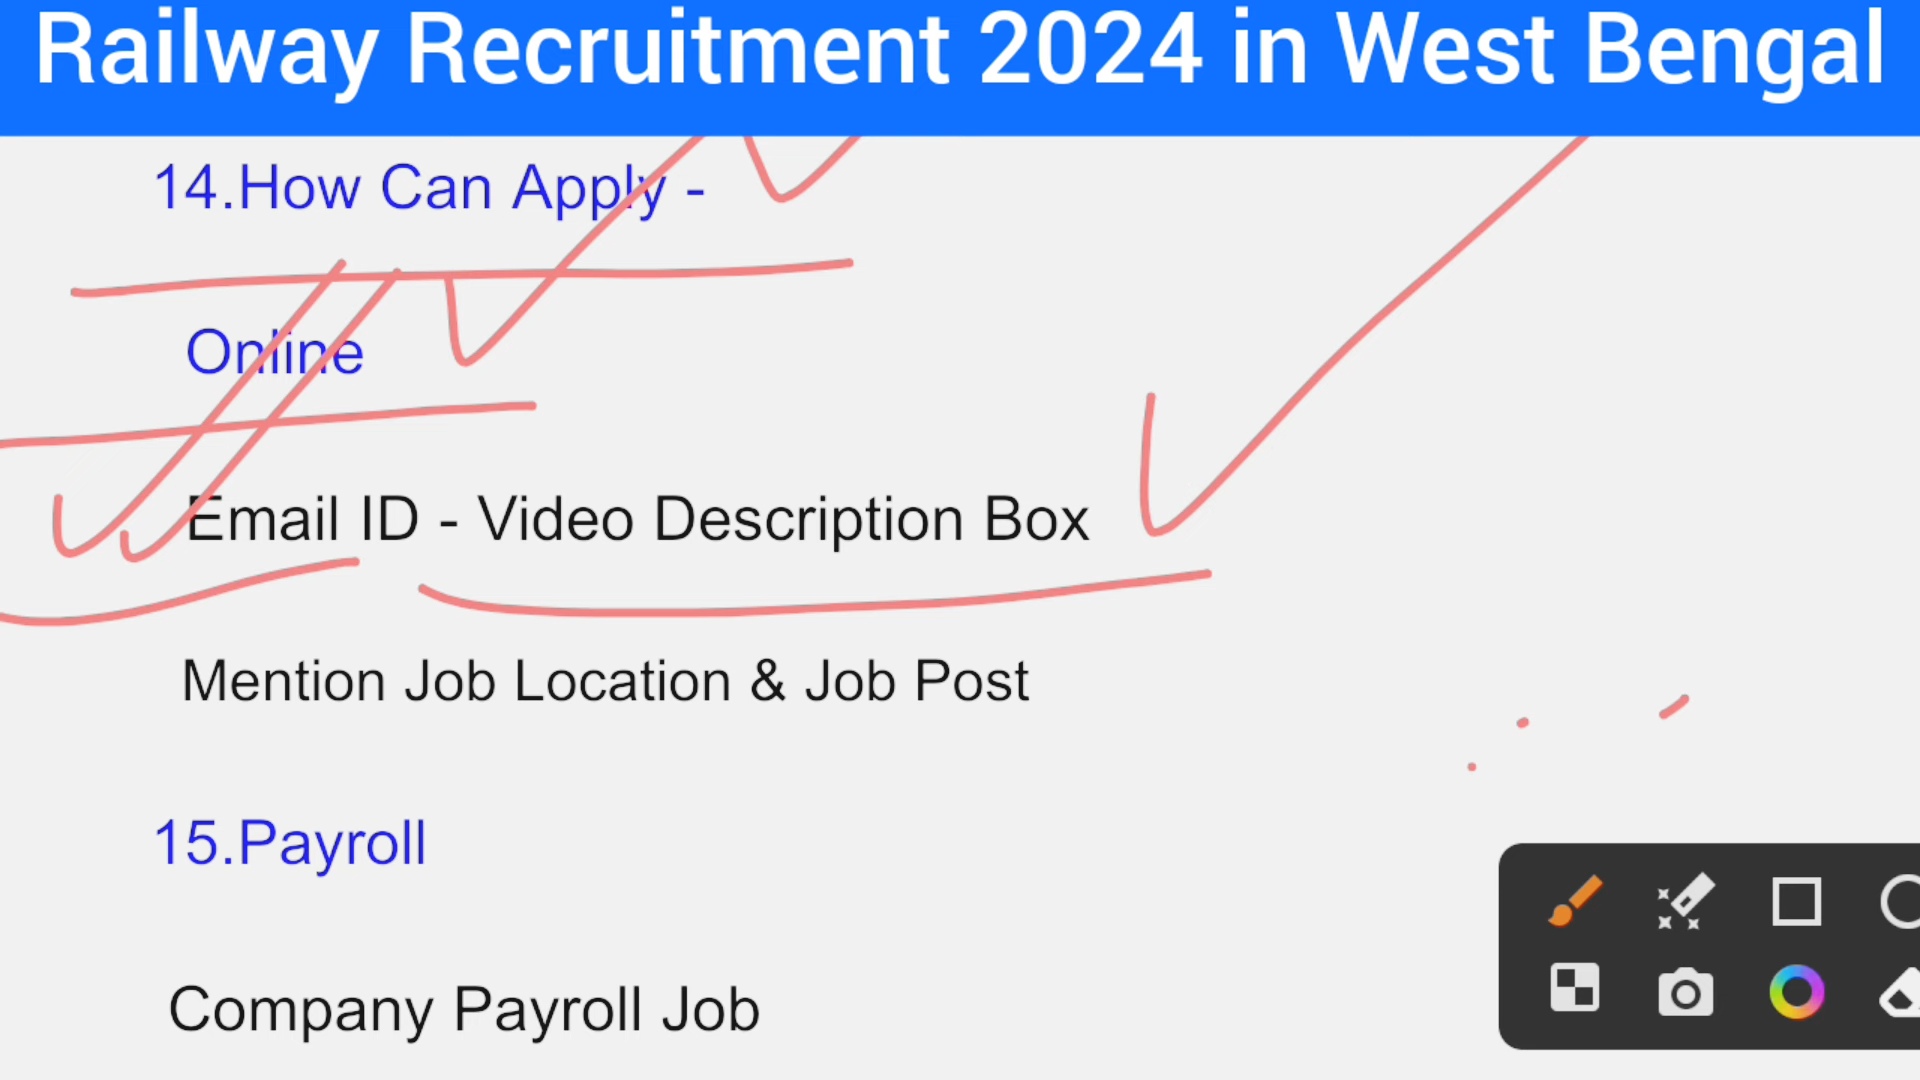 Railway Recruitment 2024 in West Bengal
14.How Can Apply -
Online
Email ID - Video Description Box
Mention Job Location & Job Post
15.Payroll
Company Payroll Job